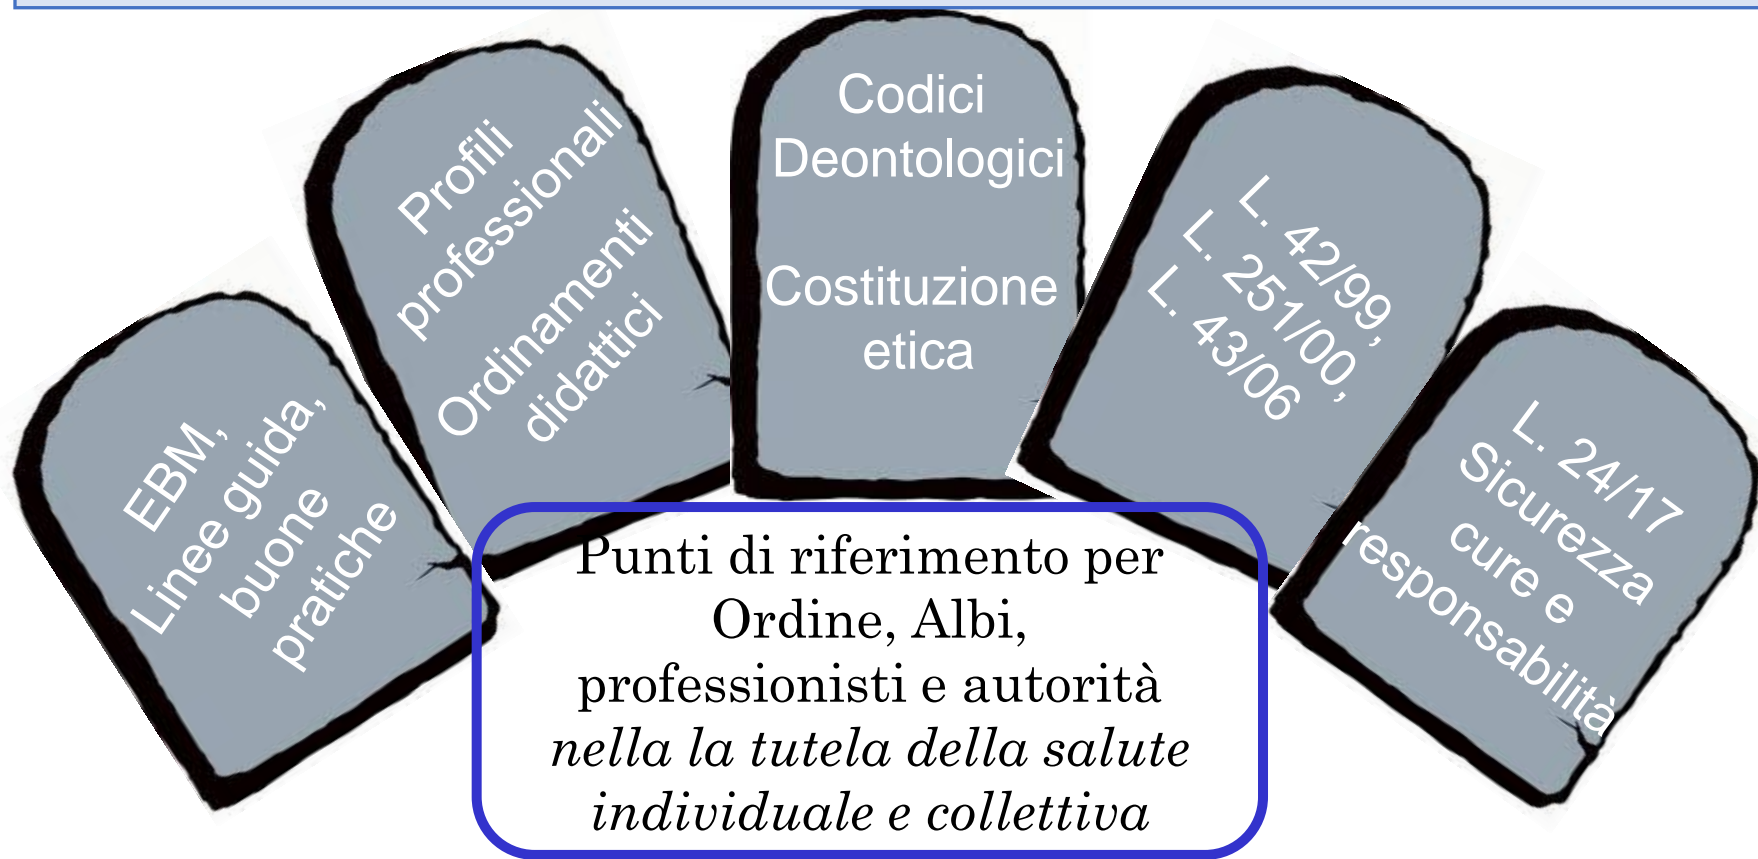 EBM,
Linee guida,
buone
pratiche
Profili
professionali
Ordinamenti
didattici
Codici
Deontologici
Costituzione
etica
L. 42/99,
L. 251/00,
L. 43/06
L. 24/17
Sicurezza
cure e
responsabilità
Punti di riferimento per
Ordine, Albi,
professionisti e autorità
nella la tutela della salute
individuale e collettiva